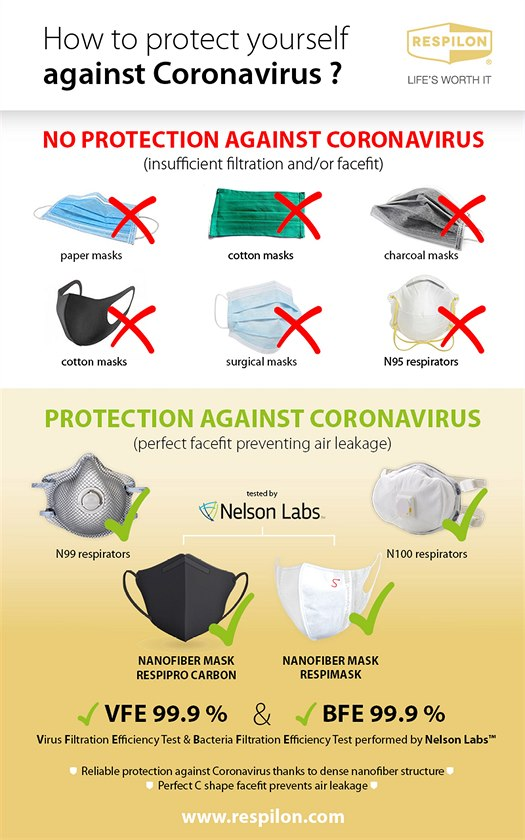 How to protect yourself
against Coronavirus ?
RESPILON®
LIFE'S WORTH IT
NO PROTECTION AGAINST CORONAVIRUS
(insufficient filtration and/or facefit)
paper masks
cotton masks
charcoal masks
cotton masks
surgical masks
N95 respirators
PROTECTION AGAINST CORONAVIRUS
(perfect facefit preventing air leakage)
tested by
Nelson Labs™
N99 respirators
N100 respirators
NANOFIBER MASK
RESPIPRO CARBON
NANOFIBER MASK
RESPIMASK
VFE 99.9 % & BFE 99.9 %
Virus Filtration Efficiency Test & Bacteria Filtration Efficiency Test performed by Nelson Labs™
Reliable protection against Coronavirus thanks to dense nanofiber structure
Perfect C shape facefit prevents air leakage
www.respilon.com